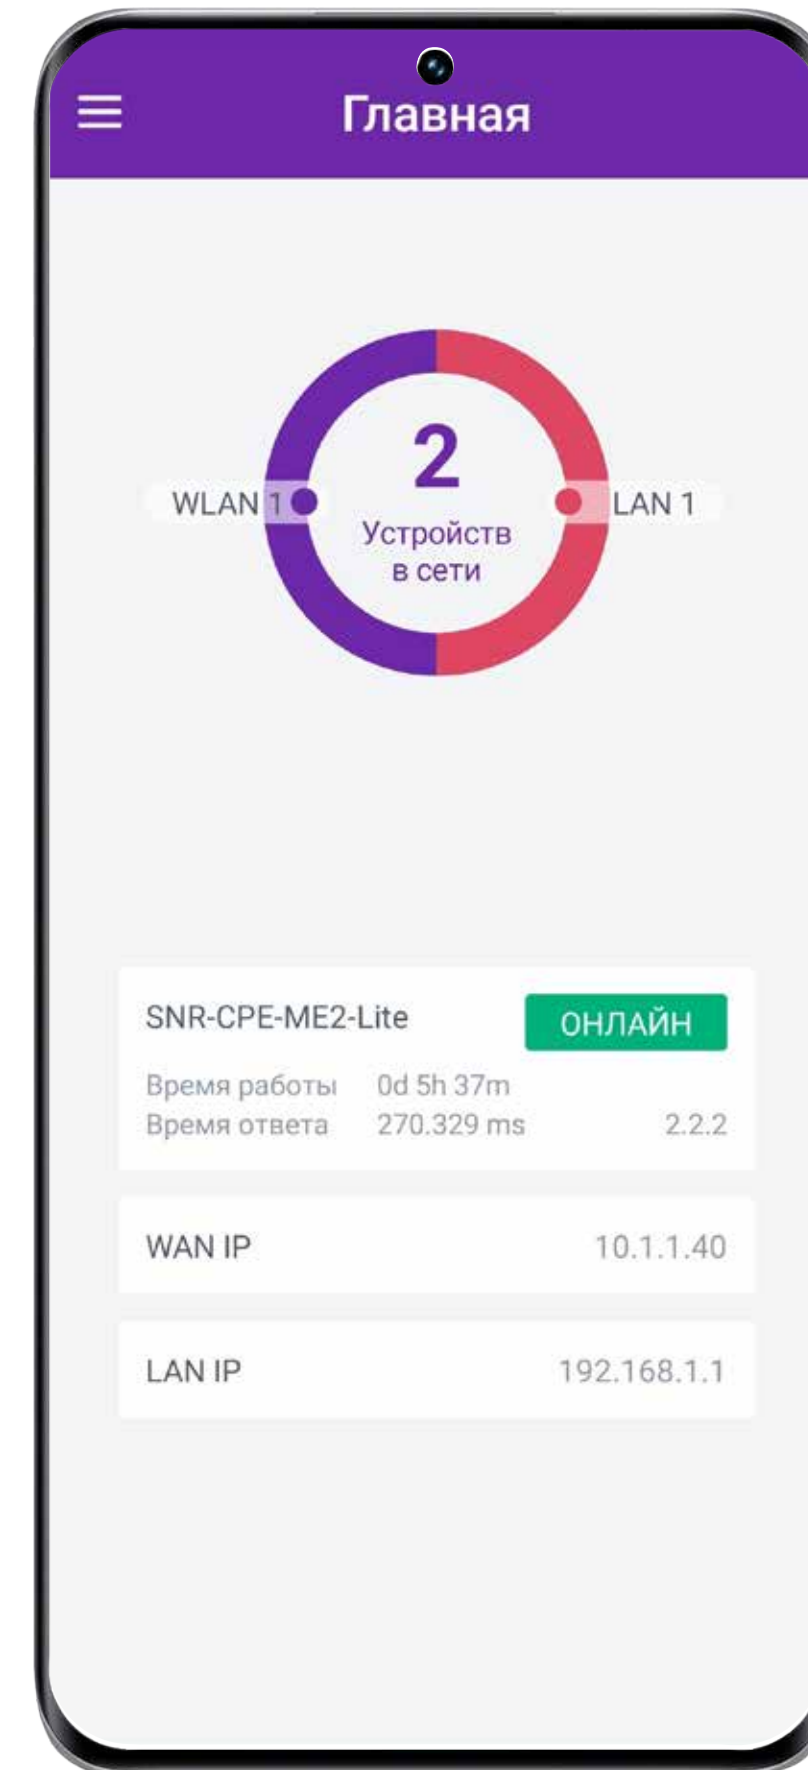 Главная
2
WLAN 1
LAN 1
Устройств
в сети
SNR-CPE-ME2-Lite
ОНЛАЙН
Время работы 0d 5h 37m
Время ответа 270.329 ms 2.2.2
WAN IP 10.1.1.40
LAN IP 192.168.1.1